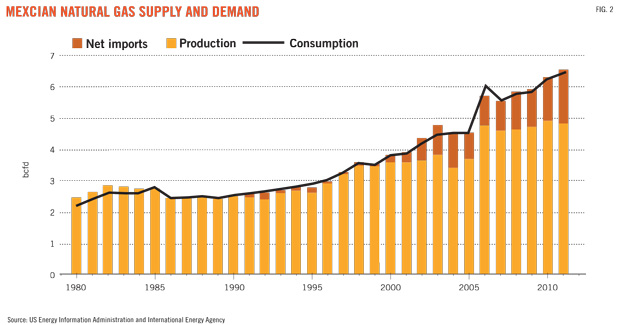 MEXCIAN NATURAL GAS SUPPLY AND DEMAND
FIG. 2
Net imports Production Consumption
7
6
5
4
3
2
1
0
bcfd
1980 1985 1990 1995 2000 2005 2010
Source: US Energy Information Administration and International Energy Agency